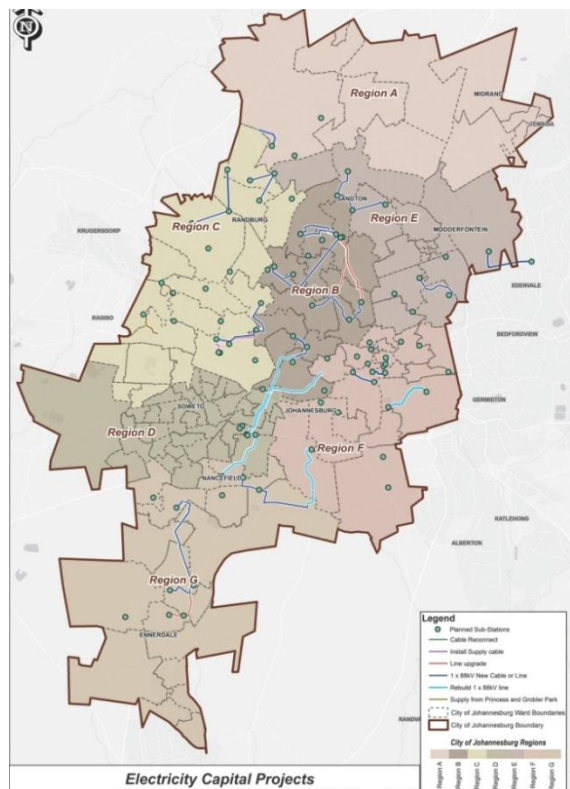 N
Region A
MIDRAND
TEMBISA
SANDTON
Region E
Region C
RANDBURG
MODDERFONTEIN
KRUGERSDORP
EDENVALE
Region B
KAGISO
BEDFORDVIEW
SOWETO
JOHANNESBURG
GERMISTON
Region D
Region F
NANCEFIELD
KATLEHONG
ALBERTON
Region G
ENNERDALE
Legend
Planned Sub-Stations
Cable Reconnect
Install Supply cable
Line upgrade
1 x 88kV New Cable or Line
Rebuild 1 x 88kV line
Supply from Princess and Grobler Park
City of Johannesburg Ward Boundaries
City of Johannesburg Boundary
City of Johannesburg Regions
Region A
Region B
Region C
Region D
Region E
Region F
Region G
Electricity Capital Projects